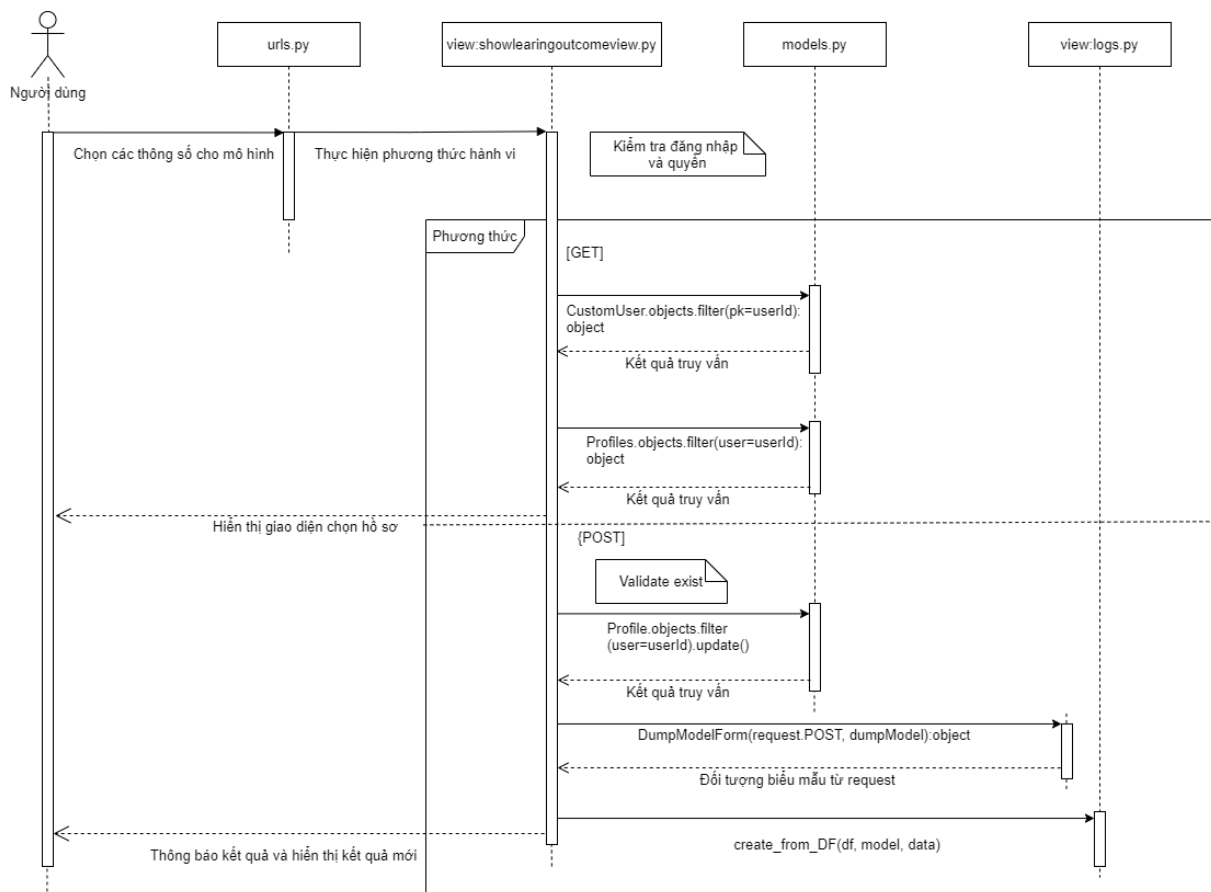 urls.py
view:showlearingoutcomeview.py
models.py
view:logs.py
Người dùng
Chọn các thông số cho mô hình
Thực hiện phương thức hành vi
Kiểm tra đăng nhập
và quyền
Phương thức
[GET]
CustomUser.objects.filter(pk=userId):
object
Kết quả truy vấn
Profiles.objects.filter(user=userId):
object
Kết quả truy vấn
Hiển thị giao diện chọn hồ sơ
{POST]
Validate exist
Profile.objects.filter
(user=userId).update()
Kết quả truy vấn
DumpModelForm(request.POST, dumpModel):object
Đối tượng biểu mẫu từ request
create_from_DF(df, model, data)
Thông báo kết quả và hiển thị kết quả mới